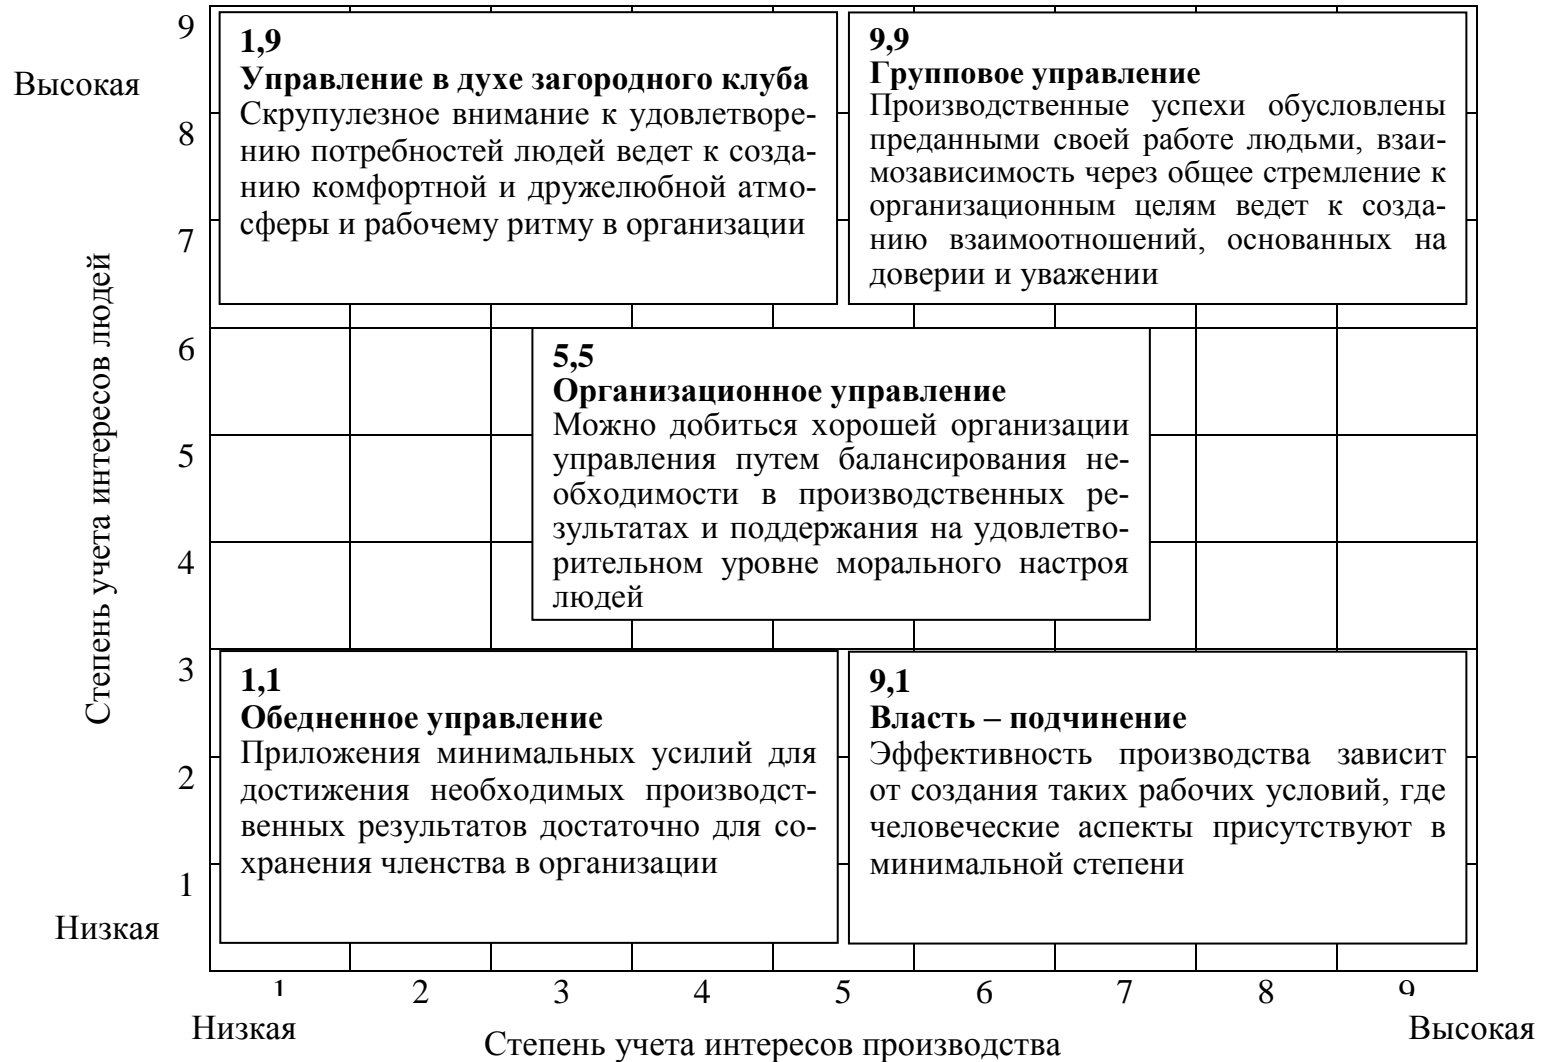 9
Высокая
8
7
6
5
4
3
2
1
Низкая
Степень учета интересов людей
1,9
Управление в духе загородного клуба
Скрупулезное внимание к удовлетворе-
нию потребностей людей ведет к созда-
нию комфортной и дружелюбной атмо-
сферы и рабочему ритму в организации
9,9
Групповое управление
Производственные успехи обусловлены
преданными своей работе людьми, взаи-
мозависимость через общее стремление к
организационным целям ведет к созда-
нию взаимоотношений, основанных на
доверии и уважении
5,5
Организационное управление
Можно добиться хорошей организации
управления путем балансирования не-
обходимости в производственных ре-
зультатах и поддержания на удовлетво-
рительном уровне морального настроя
людей
1,1
Обедненное управление
Приложения минимальных усилий для
достижения необходимых производст-
венных результатов достаточно для со-
хранения членства в организации
9,1
Власть – подчинение
Эффективность производства зависит
от создания таких рабочих условий, где
человеческие аспекты присутствуют в
минимальной степени
1 2 3 4 5 6 7 8 9
Низкая
Высокая
Степень учета интересов производства